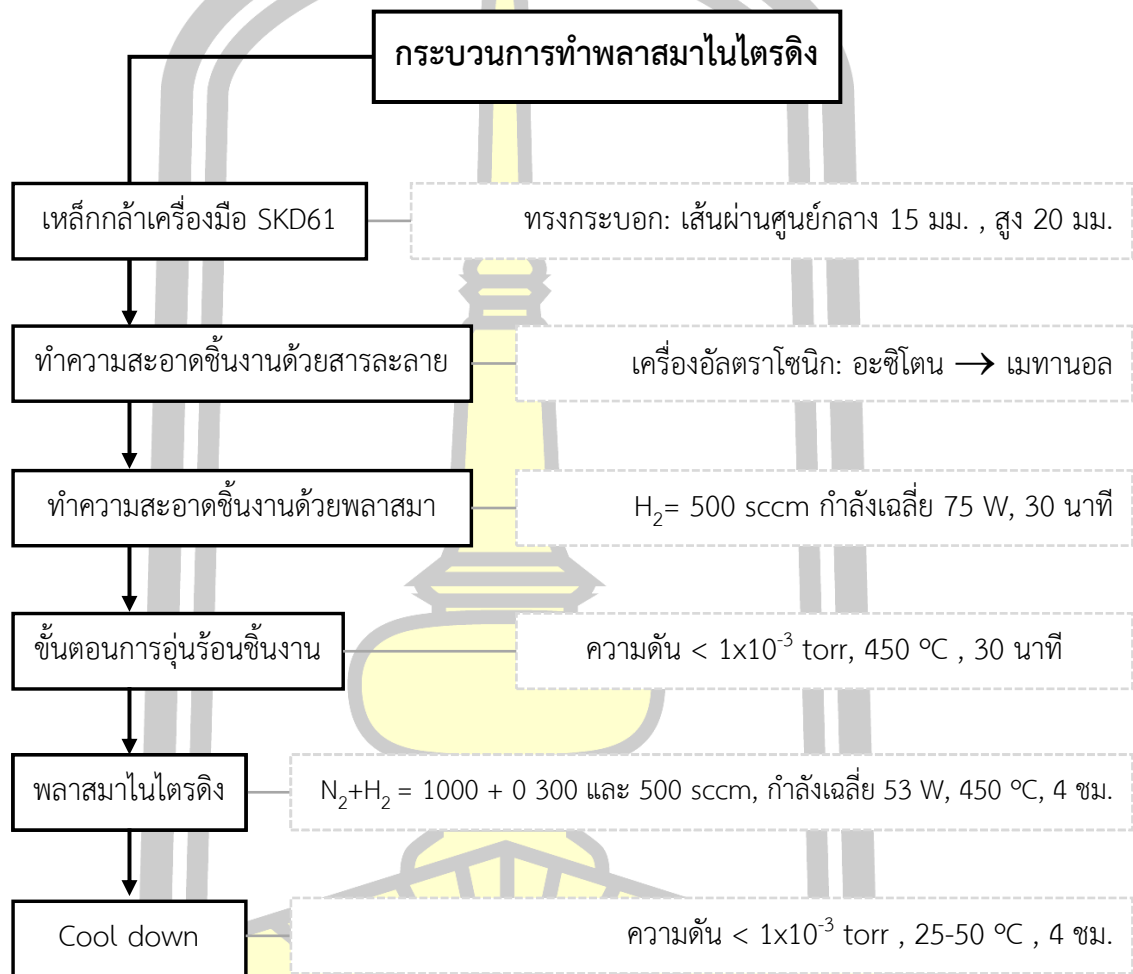 กระบวนการทำพลาสมาไนไตรดิง
เหล็กกล้าเครื่องมือ SKD61
ทรงกระบอก: เส้นผ่านศูนย์กลาง 15 มม. , สูง 20 มม.
ทำความสะอาดชิ้นงานด้วยสารละลาย
เครื่องอัลตราโซนิก: อะซิโตน → เมทานอล
ทำความสะอาดชิ้นงานด้วยพลาสมา
H₂= 500 sccm กำลังเฉลี่ย 75 W, 30 นาที
ขั้นตอนการอุ่นร้อนชิ้นงาน
ความดัน < 1x10⁻³ torr, 450 ºC , 30 นาที
พลาสมาไนไตรดิง
N₂+H₂ = 1000 + 0 300 และ 500 sccm, กำลังเฉลี่ย 53 W, 450 ºC, 4 ชม.
Cool down
ความดัน < 1x10⁻³ torr , 25-50 ºC , 4 ชม.